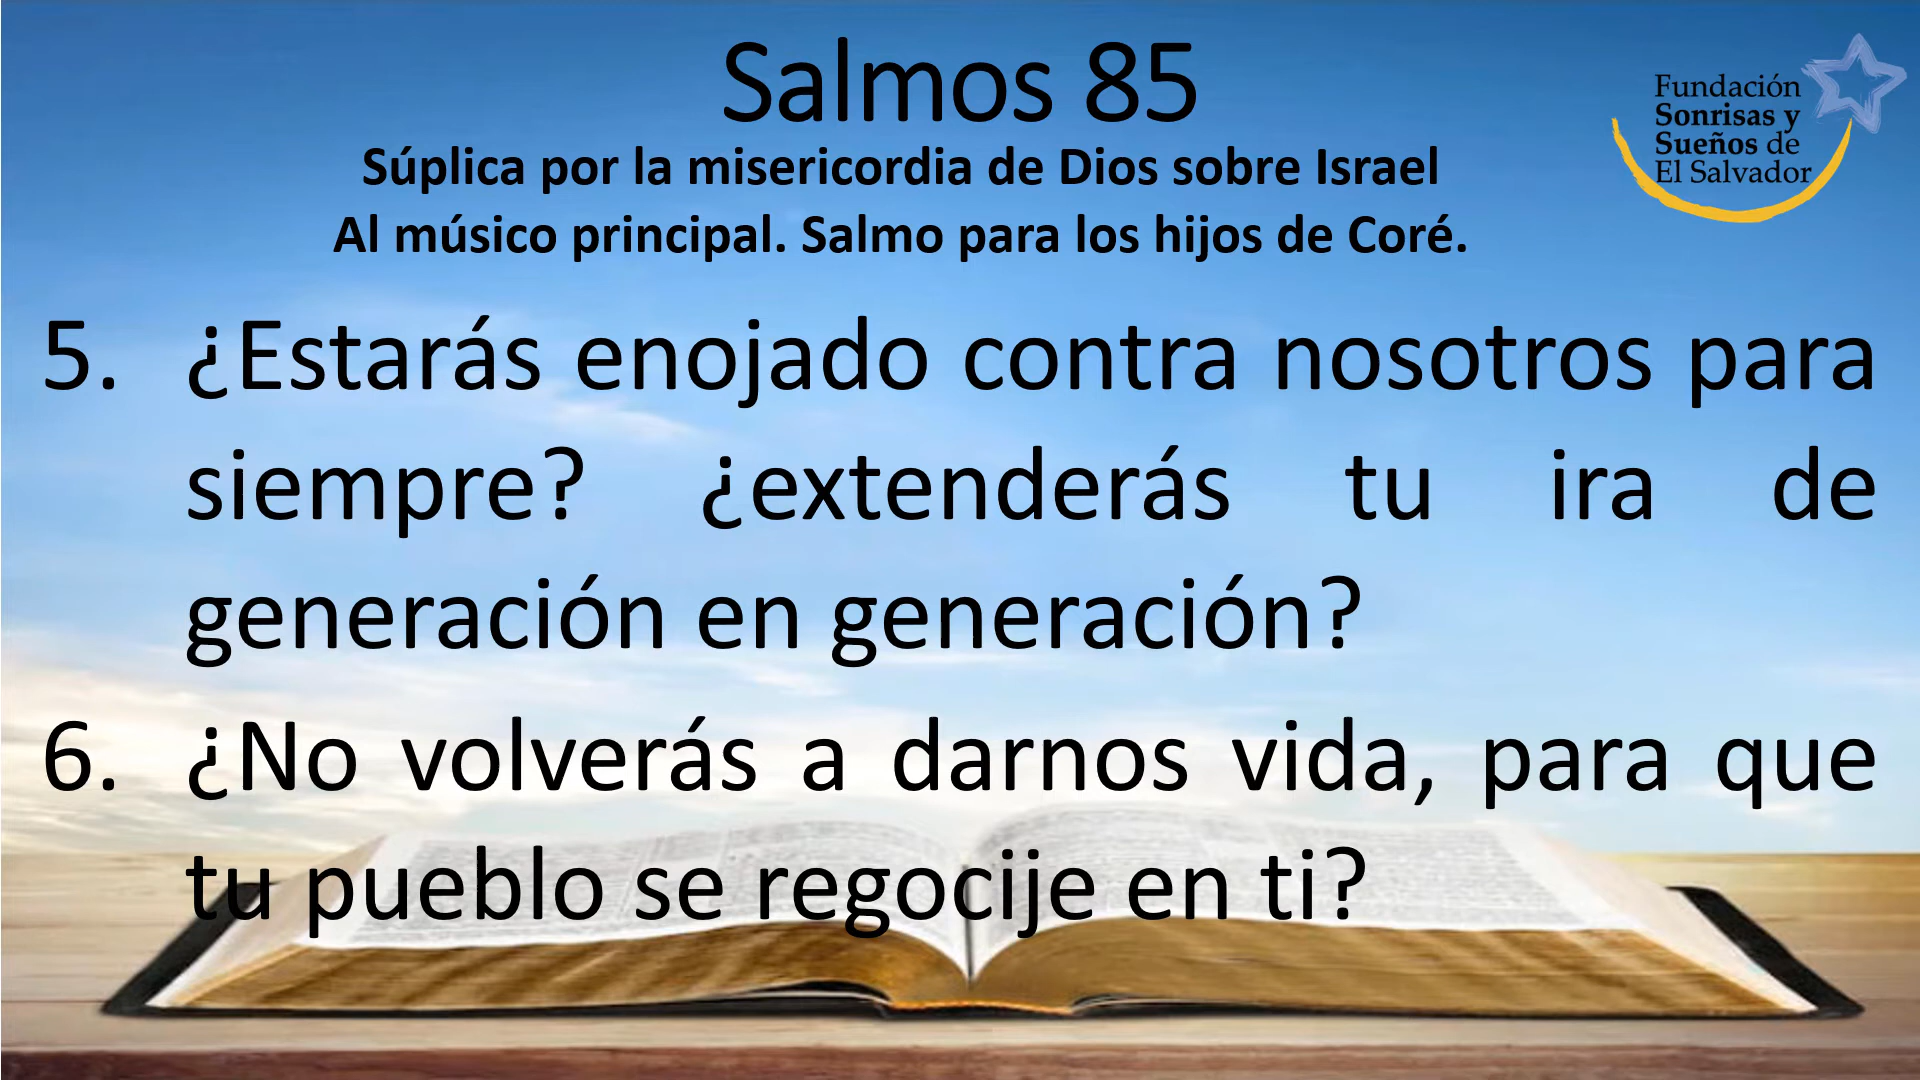 Salmos 85
Súplica por la misericordia de Dios sobre Israel
Al músico principal. Salmo para los hijos de Coré.
Fundación
Sonrisas y
Sueños de
El Salvador
5. ¿Estarás enojado contra nosotros para
siempre? ¿extenderás tu ira de
generación en generación?
6. ¿No volverás a darnos vida, para que
tu pueblo se regocije en ti?